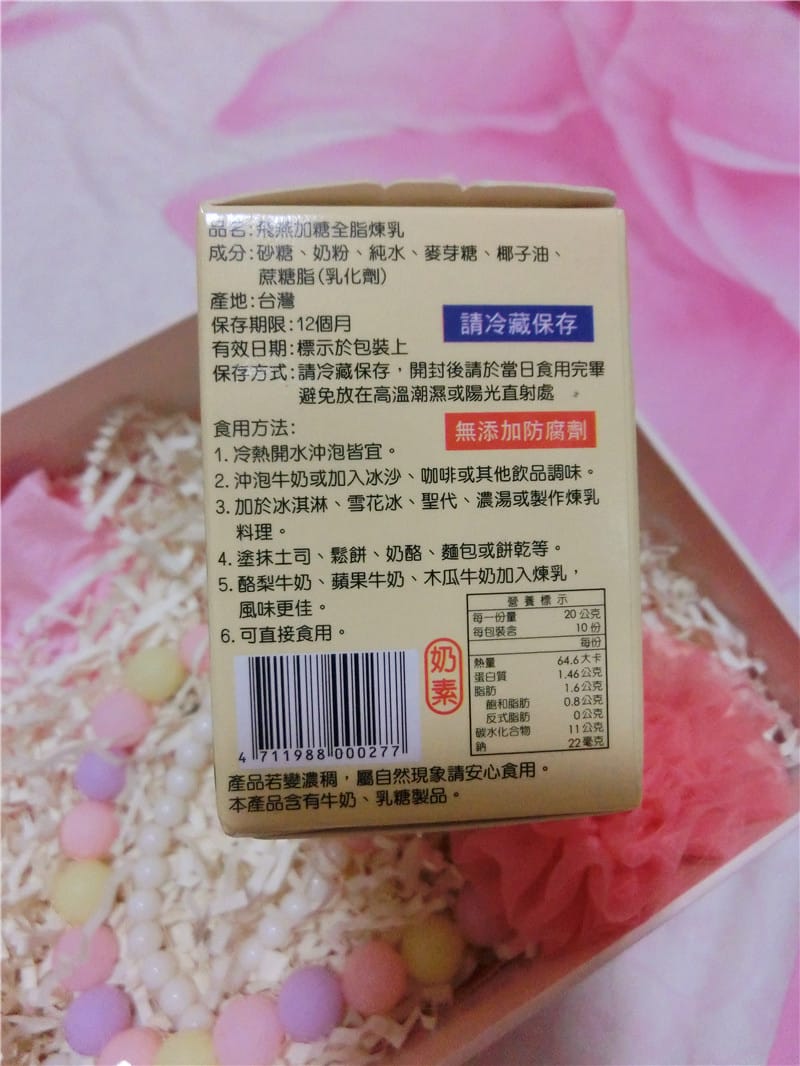 品名:飛燕加糖全脂煉乳
成分:砂糖、奶粉、純水、麥芽糖、椰子油、
蔗糖脂(乳化劑)
產地:台灣
保存期限:12個月
請冷藏保存
有效日期:標示於包裝上
保存方式:請冷藏保存，開封後請於當日食用完畢
避免放在高溫潮濕或陽光直射處
食用方法:
無添加防腐劑
1.冷熱開水沖泡皆宜。
2.沖泡牛奶或加入冰沙、咖啡或其他飲品調味。
3.加於冰淇淋、雪花冰、聖代、濃湯或製作煉乳
料理。
4.塗抹土司、鬆餅、奶酪、麵包或餅乾等。
5.酪梨牛奶、蘋果牛奶、木瓜牛奶加入煉乳，
風味更佳。
6.可直接食用。
奶素
營養標示
每一份量 20公克
每包裝含 10份
每份
熱量 64.6大卡
蛋白質 1.46公克
脂肪 1.6公克
飽和脂肪 0.8公克
反式脂肪 0公克
碳水化合物 11公克
鈉 22毫克
4 711988 000277
產品若變濃稠，屬自然現象請安心食用。
本產品含有牛奶、乳糖製品。